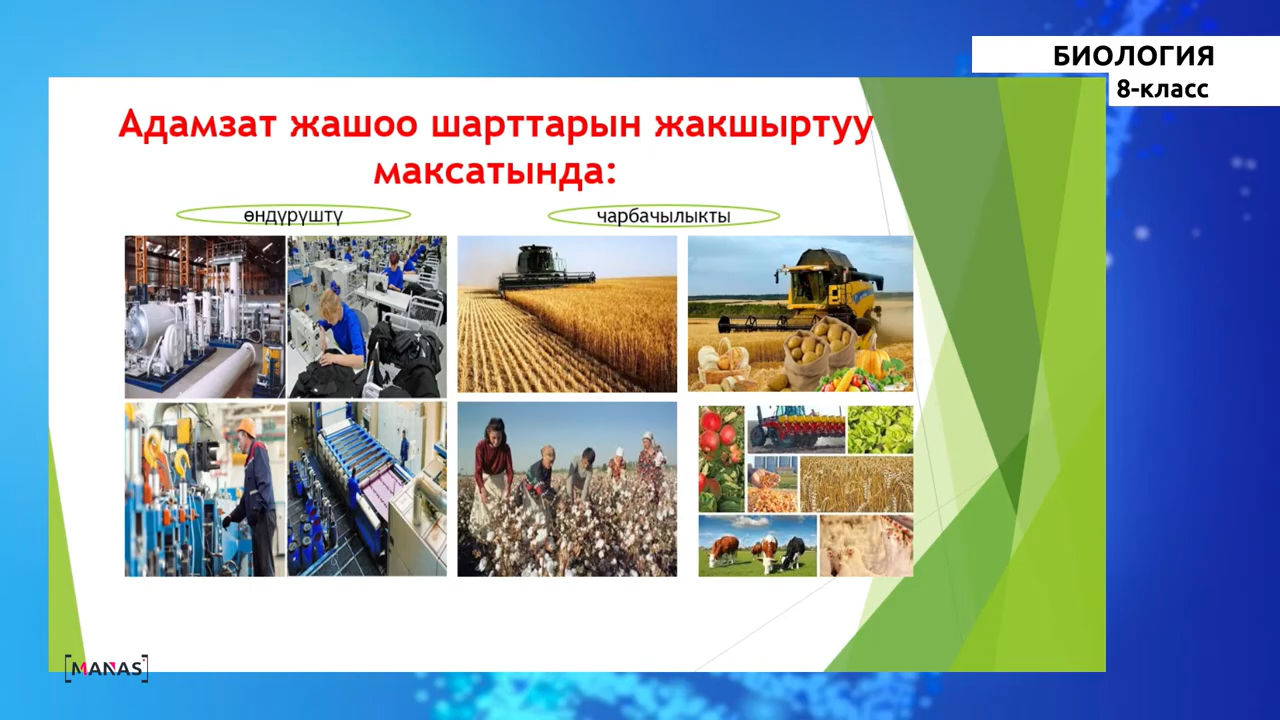 БИОЛОГИЯ
8-класс
Адамзат жашоо шарттарын жакшыртуу
максатында:
өндүрүштү
чарбачылыкты
[MANAS]